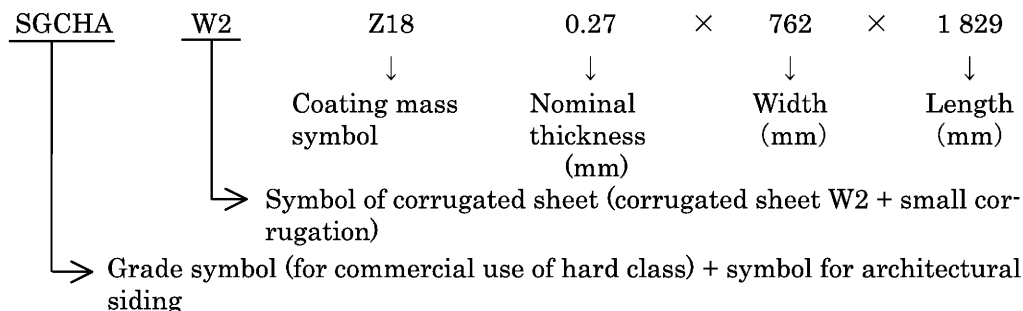 SGCHA W2 Z18 0.27 × 762 × 1 829
Coating mass Nominal Width Length
symbol thickness (mm) (mm)
(mm)
Symbol of corrugated sheet (corrugated sheet W2 + small cor-
rugation)
Grade symbol (for commercial use of hard class) + symbol for architectural
siding